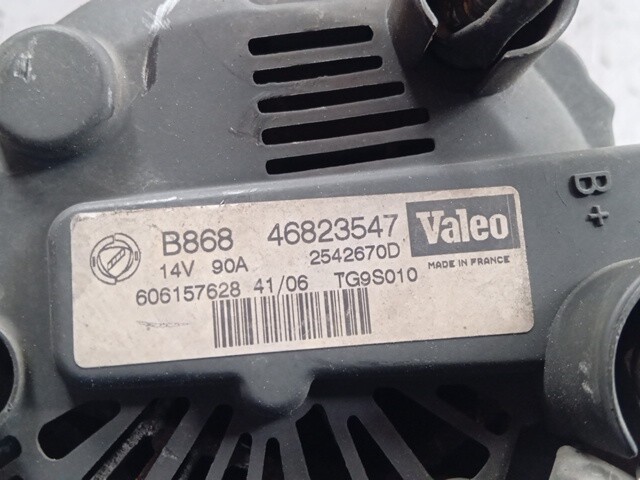 B868 46823547 Valeo
14V 90A 2542670D MADE IN FRANCE
606157628 41/06 TG9S010
B+